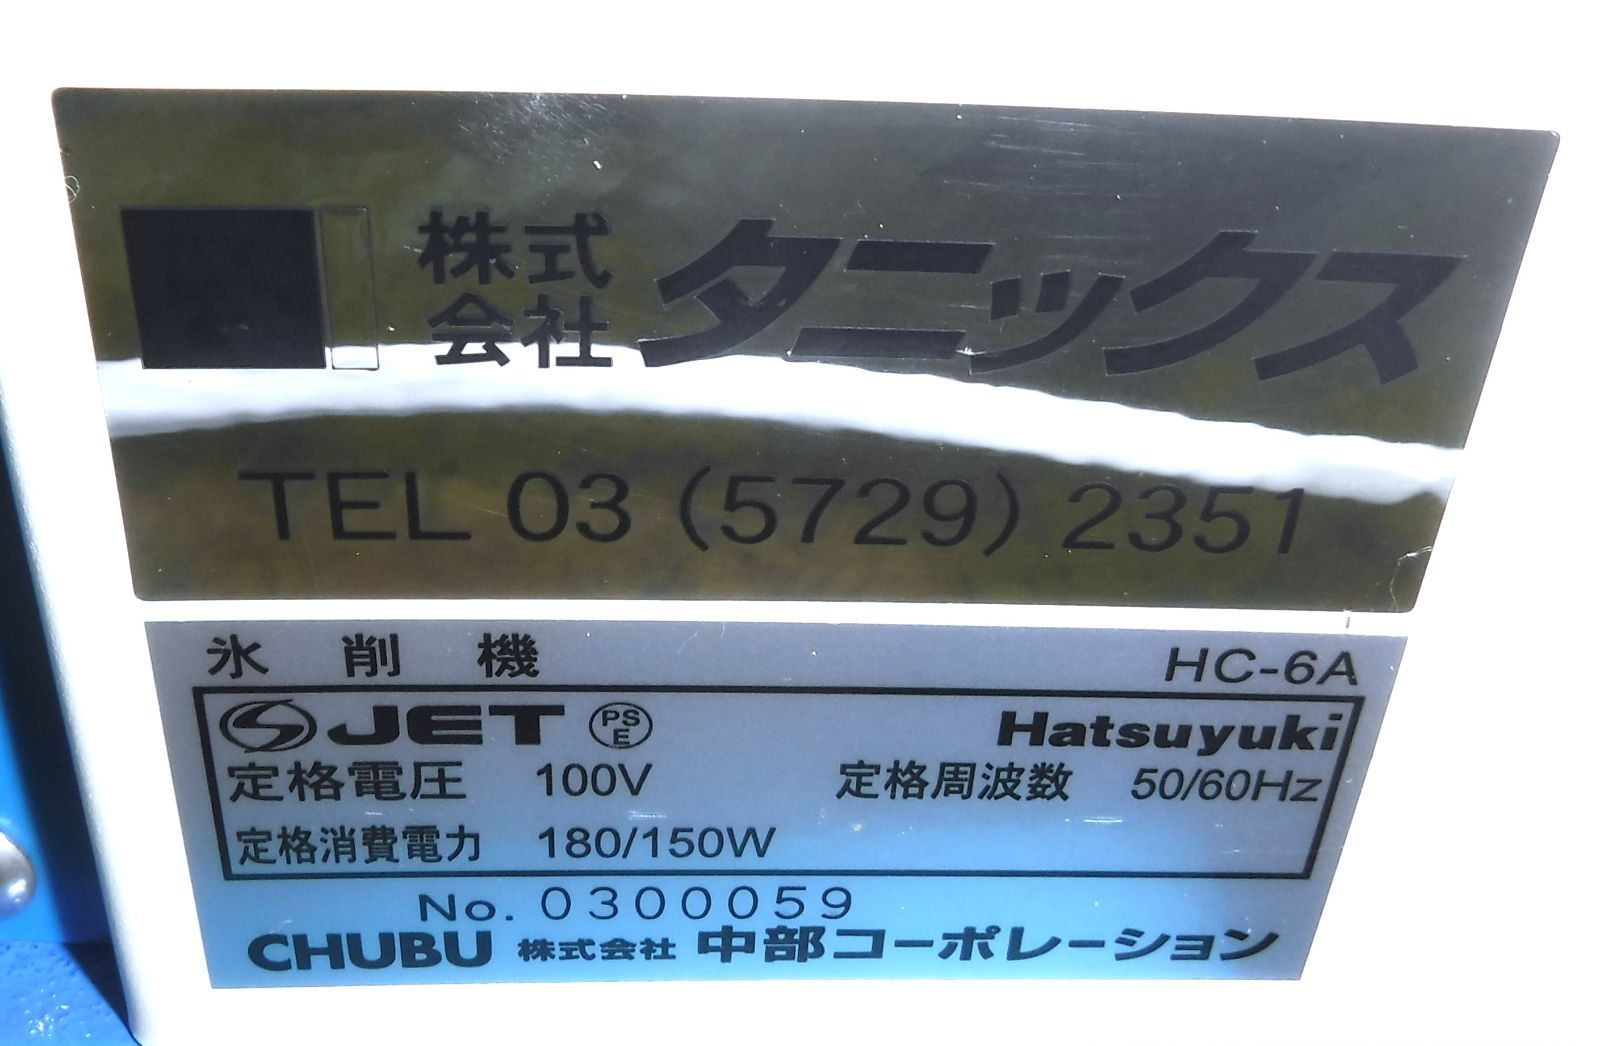 株式会社 タニックス
TEL 03 (5729) 2351
氷削機 HC-6A
JET PSE Hatsuyuki
定格電圧 100V 定格周波数 50/60Hz
定格消費電力 180/150W
No. 0300059
CHUBU 株式会社 中部コーポレーション